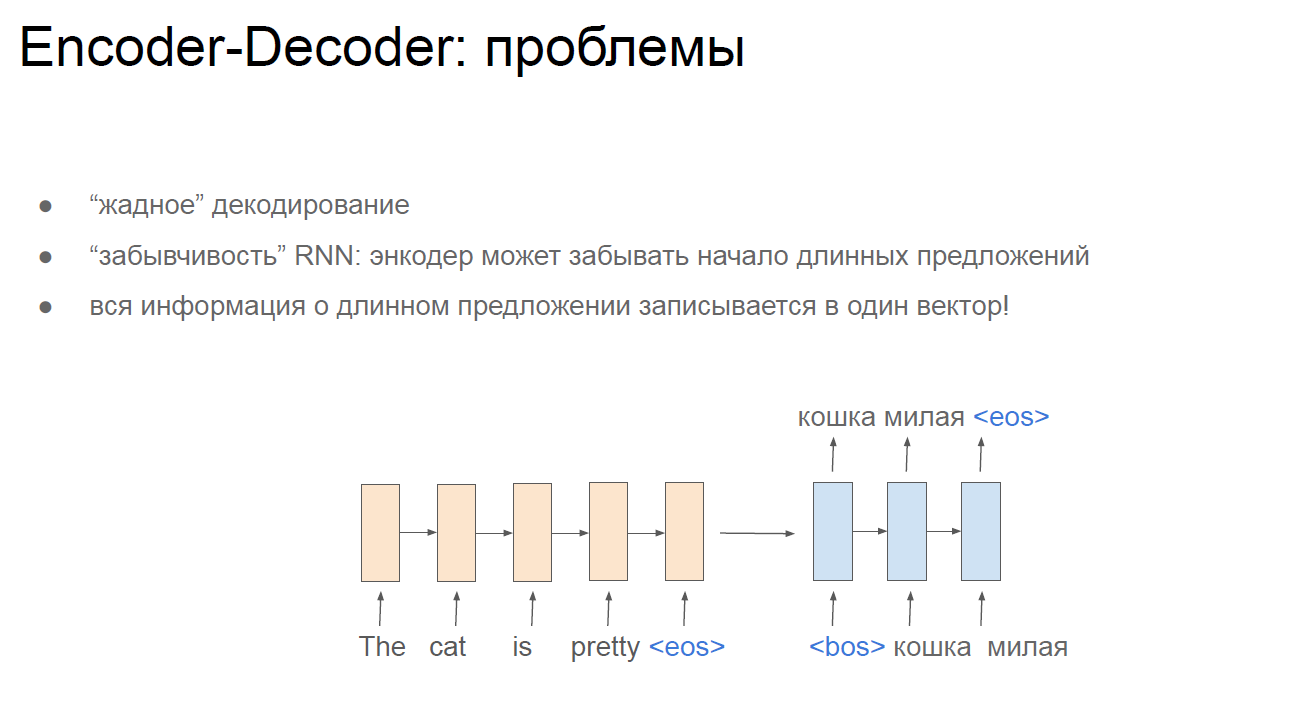 Encoder-Decoder: проблемы
● “жадное” декодирование
● “забывчивость” RNN: энкодер может забывать начало длинных предложений
● вся информация о длинном предложении записывается в один вектор!
кошка милая <eos>
The cat is pretty <eos> <bos> кошка милая